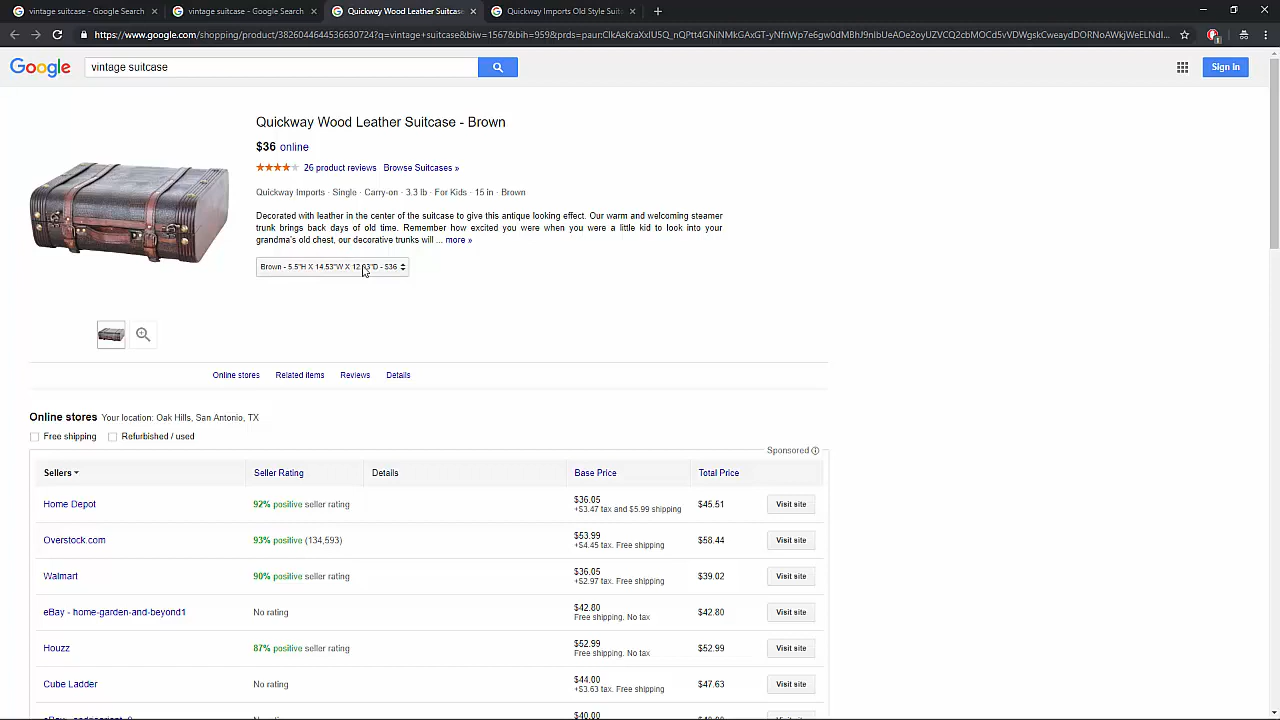 vintage suitcase - Google Search
vintage suitcase - Google Search
Quickway Wood Leather Suitcas
Quickway Imports Old Style Suit
Google
vintage suitcase
Sign in
Quickway Wood Leather Suitcase - Brown
$36 online
26 product reviews Browse Suitcases »
Quickway Imports · Single · Carry-on · 3.3 lb · For Kids · 15 in · Brown
Decorated with leather in the center of the suitcase to give this antique looking effect. Our warm and welcoming steamer
trunk brings back days of old time. Remember how excited you were when you were a little kid to look into your
grandma's old chest, our decorative trunks will ... more »
Brown - 5.5"H X 14.53"W X 12.93"D - $36
Online stores Related items Reviews Details
Online stores Your location: Oak Hills, San Antonio, TX
Free shipping Refurbished / used
Sponsored
Sellers Seller Rating Details Base Price Total Price
Home Depot 92% positive seller rating $36.05 $45.51 Visit site
+$3.47 tax and $5.99 shipping
Overstock.com 93% positive (134,593) $53.99 $58.44 Visit site
+$4.45 tax. Free shipping
Walmart 90% positive seller rating $36.05 $39.02 Visit site
+$2.97 tax. Free shipping
eBay - home-garden-and-beyond1 No rating $42.80 $42.80 Visit site
Free shipping. No tax
Houzz 87% positive seller rating $52.99 $52.99 Visit site
Free shipping. No tax
Cube Ladder No rating $44.00 $47.63 Visit site
+$3.63 tax. Free shipping
$40.00